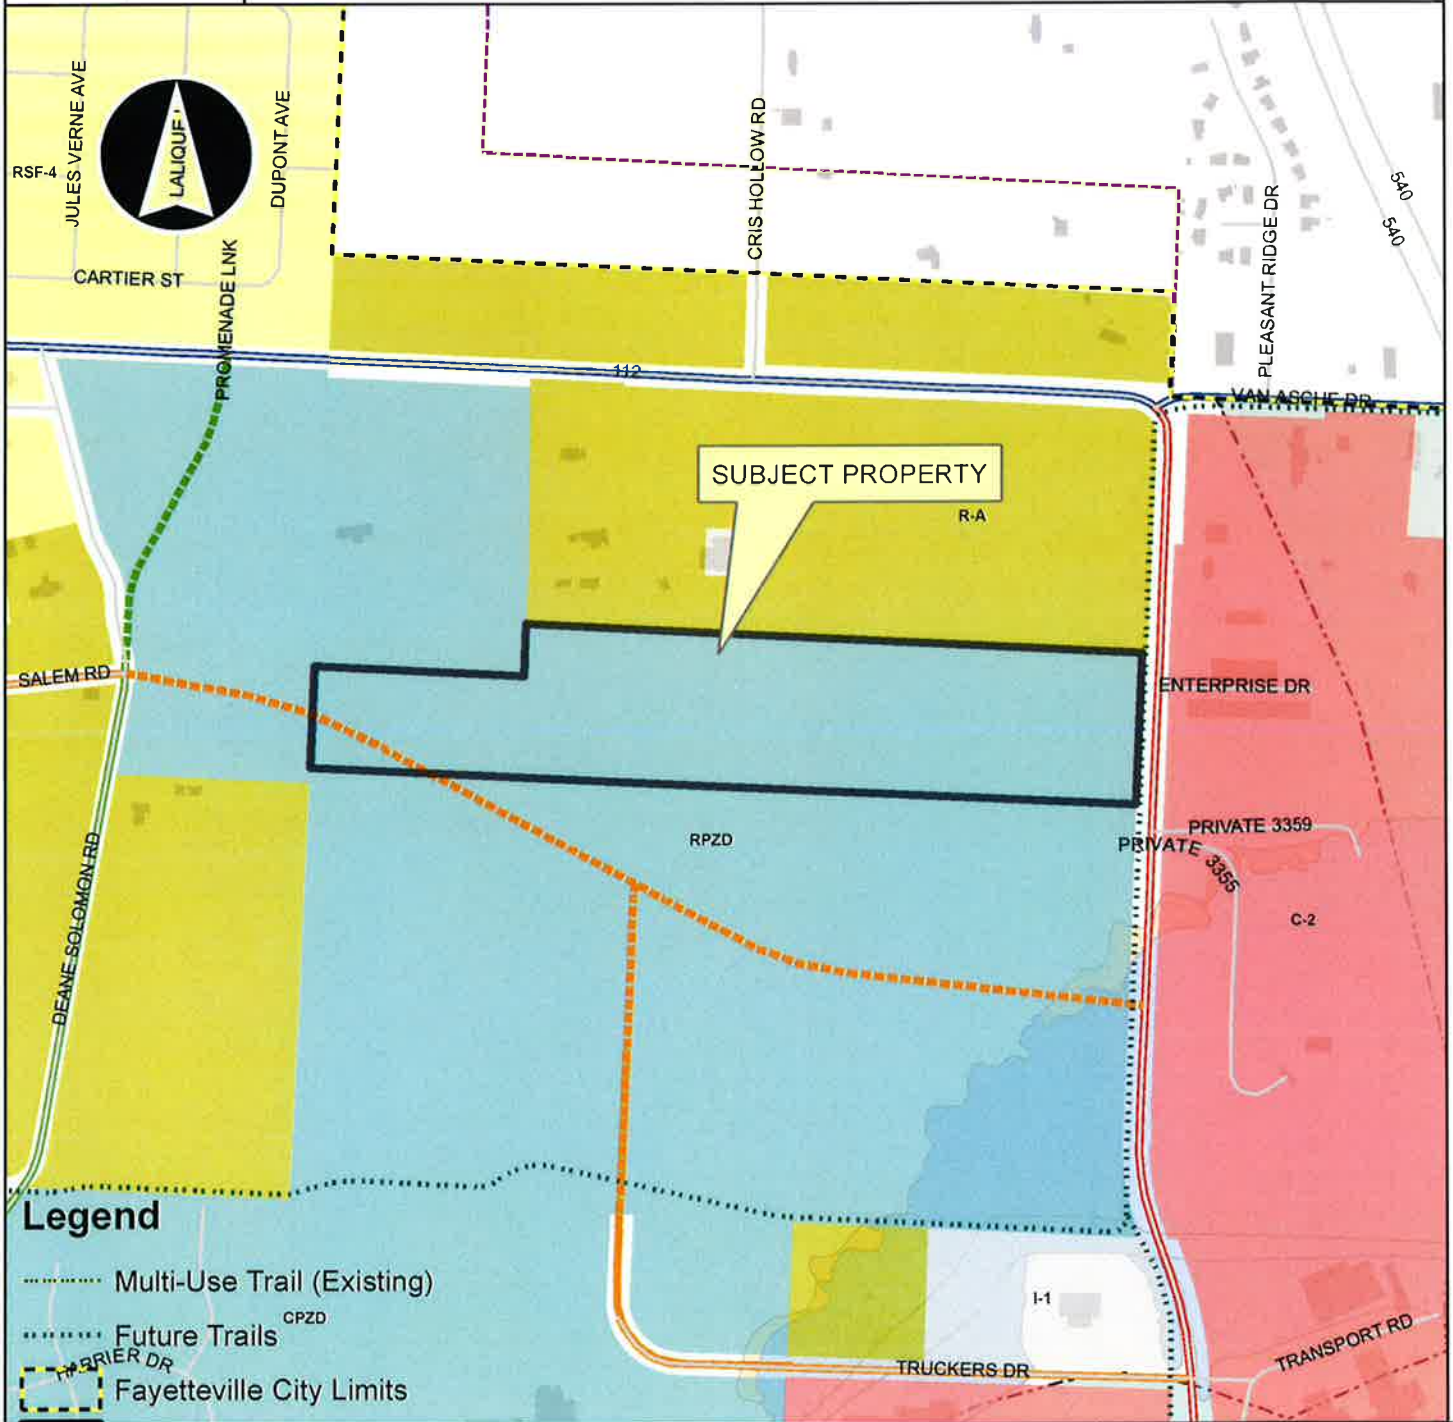 JULES VERNE AVE
LALIQUE
DUPONT AVE
RSF-4
CARTIER ST
PROMENADE LNK
CRIS HOLLOW RD
PLEASANT RIDGE DR
540
540
112
VAN ASCHE DR
SUBJECT PROPERTY
R-A
SALEM RD
ENTERPRISE DR
PRIVATE 3359
PRIVATE 3355
RPZD
C-2
DEANE SOLOMON RD
Legend
Multi-Use Trail (Existing)
Future Trails
CPZD
Fayetteville City Limits
I-1
TRUCKERS DR
TRANSPORT RD